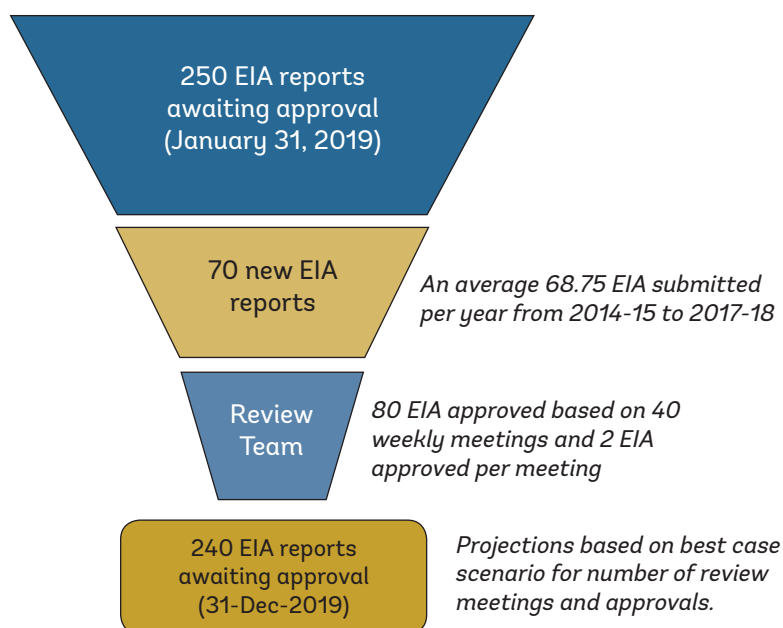 250 EIA reports
awaiting approval
(January 31, 2019)
70 new EIA
reports
An average 68.75 EIA submitted
per year from 2014-15 to 2017-18
Review
Team
80 EIA approved based on 40
weekly meetings and 2 EIA
approved per meeting
240 EIA reports
awaiting approval
(31-Dec-2019)
Projections based on best case
scenario for number of review
meetings and approvals.